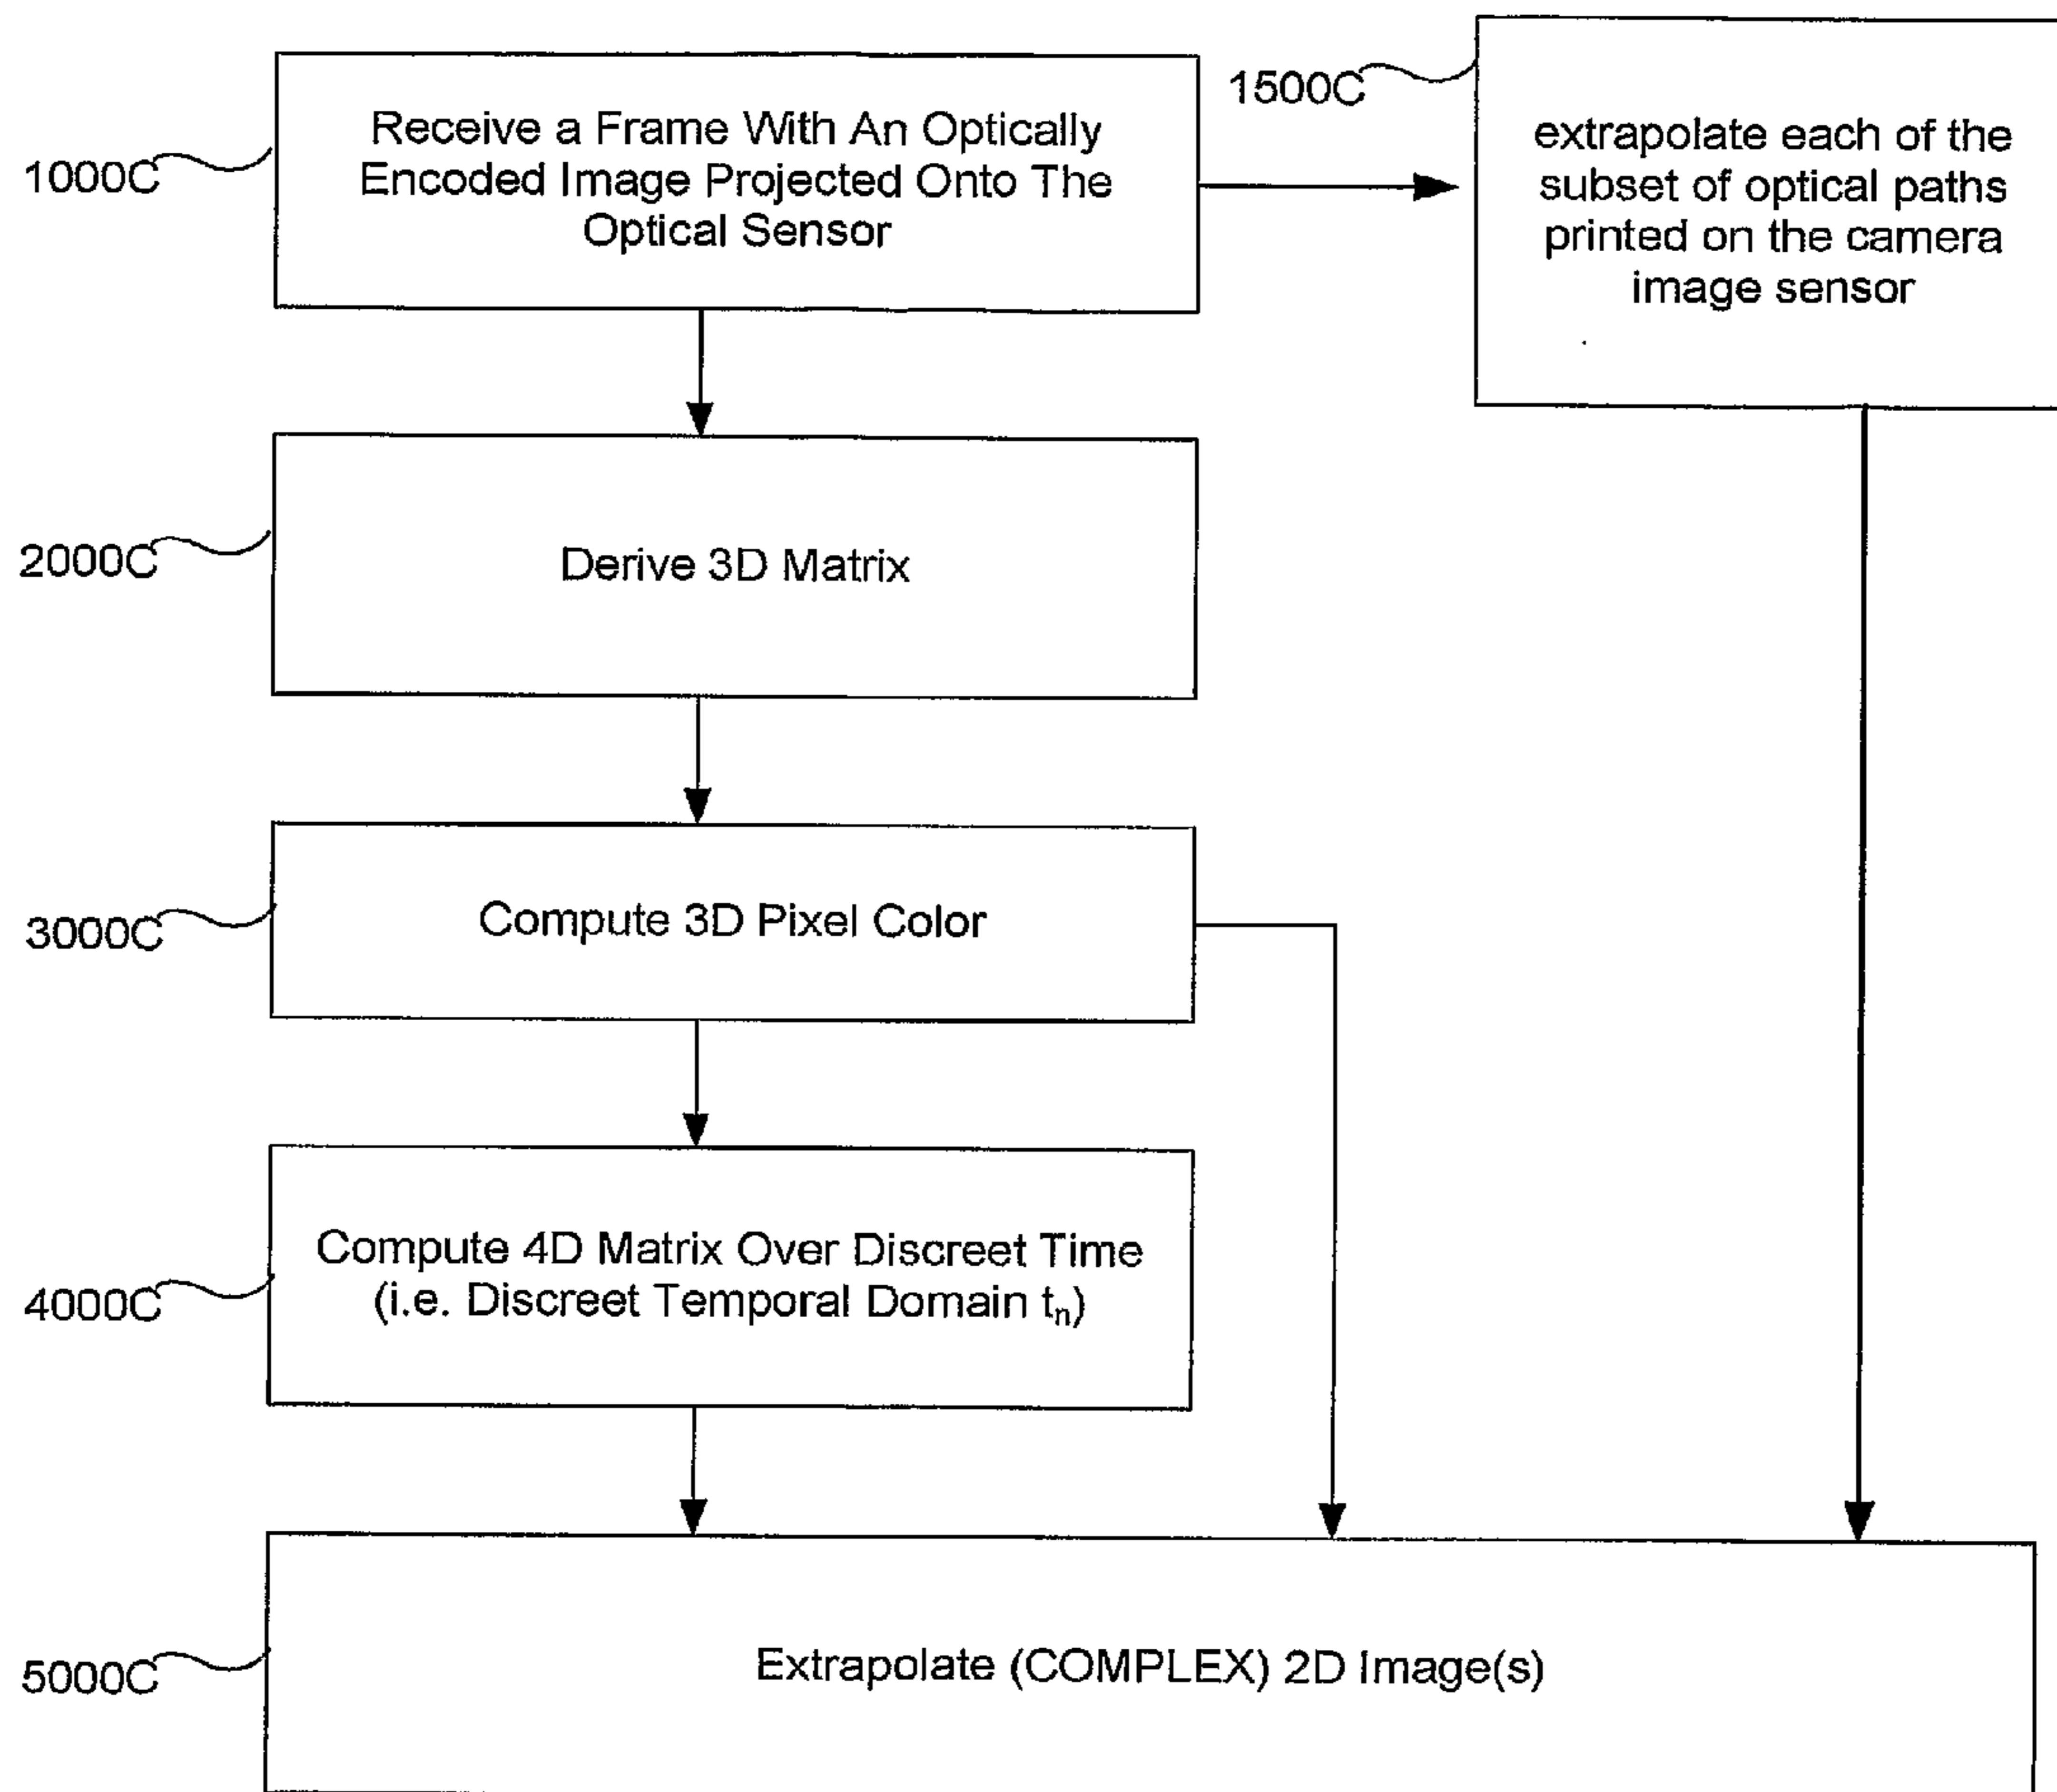 1000C
Receive a Frame With An Optically
Encoded Image Projected Onto The
Optical Sensor
1500C
extrapolate each of the
subset of optical paths
printed on the camera
image sensor
2000C
Derive 3D Matrix
3000C
Compute 3D Pixel Color
4000C
Compute 4D Matrix Over Discreet Time
(i.e. Discreet Temporal Domain tn)
5000C
Extrapolate (COMPLEX) 2D Image(s)